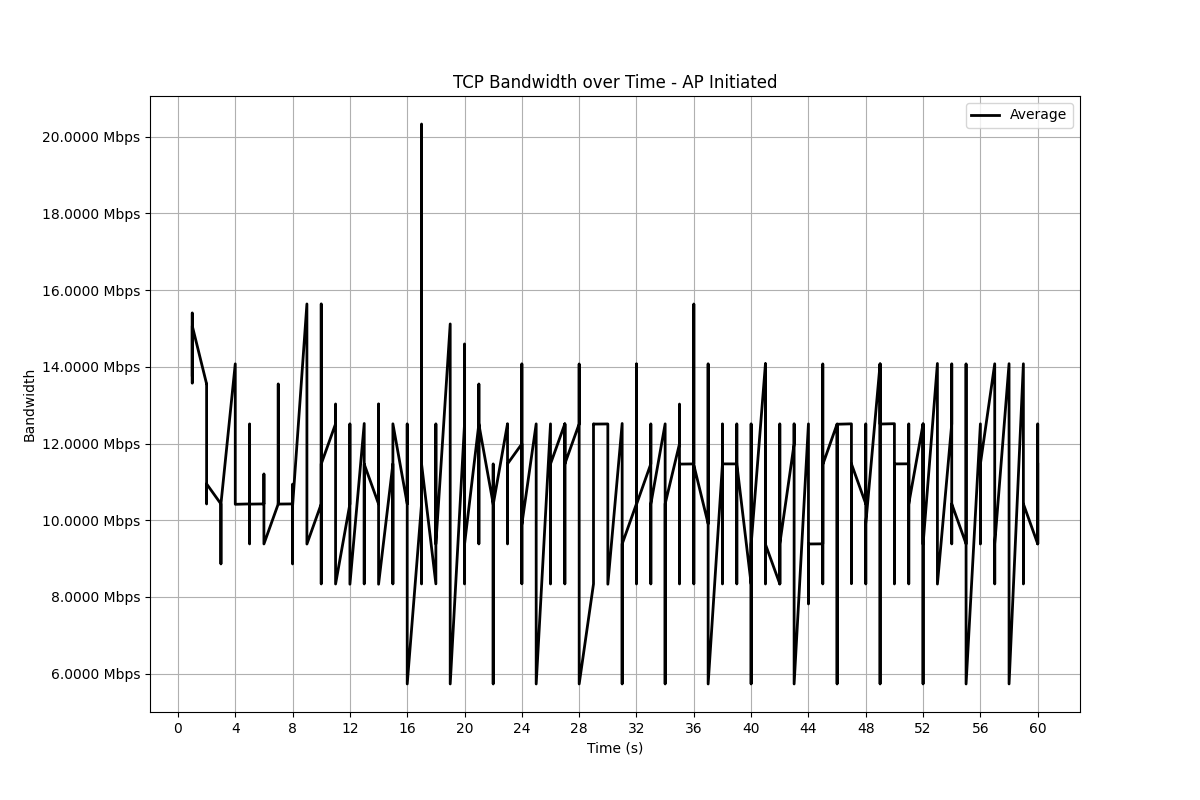 TCP Bandwidth over Time - AP Initiated
Average
20.0000 Mbps
18.0000 Mbps
16.0000 Mbps
14.0000 Mbps
12.0000 Mbps
10.0000 Mbps
8.0000 Mbps
6.0000 Mbps
Bandwidth
0 4 8 12 16 20 24 28 32 36 40 44 48 52 56 60
Time (s)